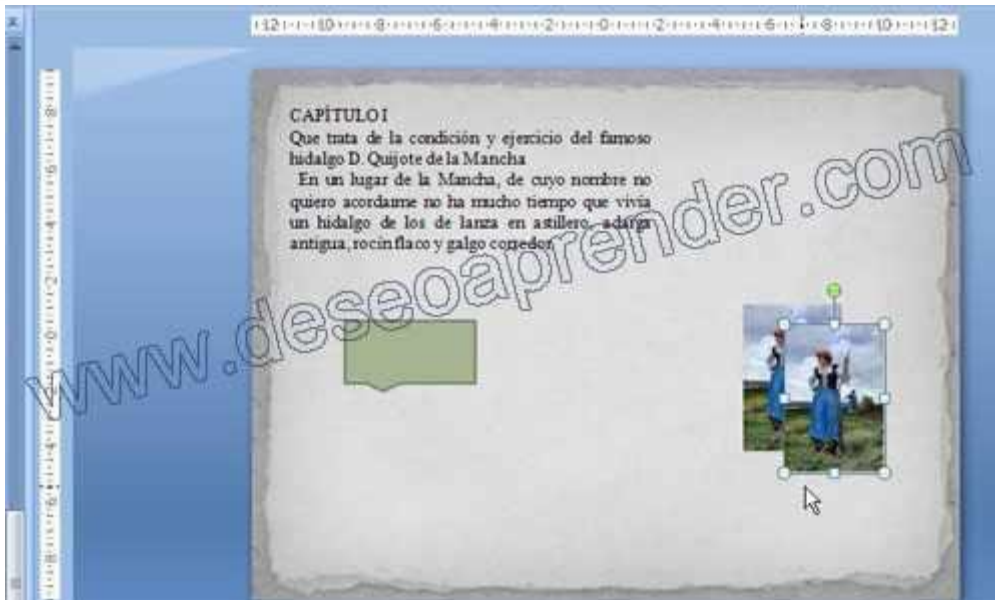 CAPÍTULO I
Que trata de la condición y ejercicio del famoso
hidalgo D. Quijote de la Mancha
En un lugar de la Mancha, de cuyo nombre no
quiero acordarme no ha mucho tiempo que vivía
un hidalgo de los de lanza en astillero, adarga
antigua, rocín flaco y galgo corredor.
www.deseoaprender.com